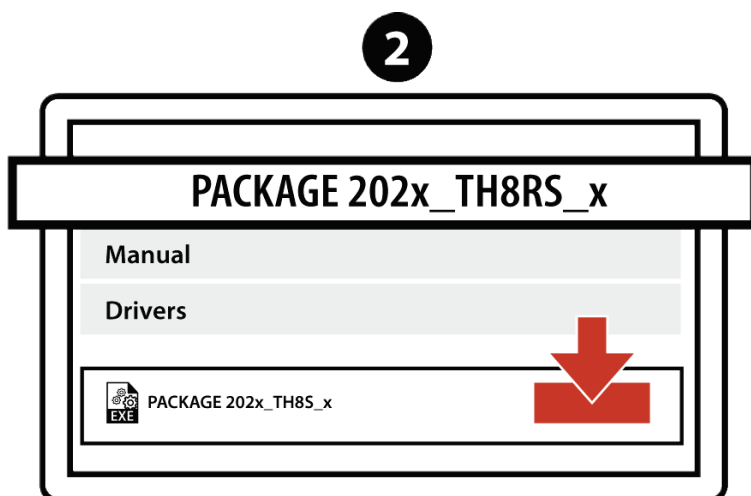 2
PACKAGE 202x_TH8RS_x
Manual
Drivers
EXE
PACKAGE 202x_TH8S_x